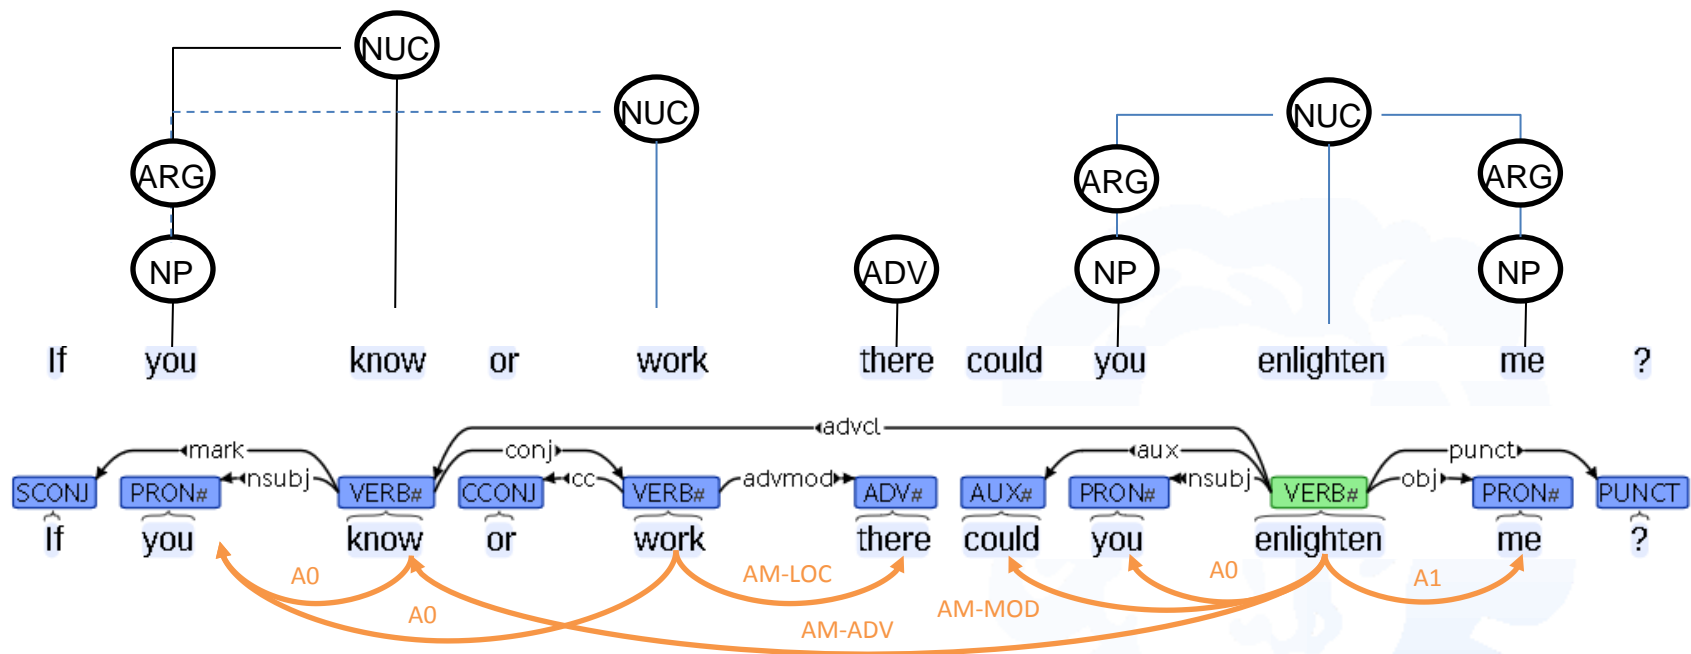 NUC
NUC
NUC
ARG
ARG
ARG
NP
ADV
NP
NP
If you know or work there could you enlighten me ?
advcl
mark conj aux punct
nsubj cc advmod nsubj obj
SCONJ PRON# VERB# CCONJ VERB# ADV# AUX# PRON# VERB# PRON# PUNCT
If you know or work there could you enlighten me ?
A0 AM-LOC A0 A1
A0 AM-MOD
AM-ADV